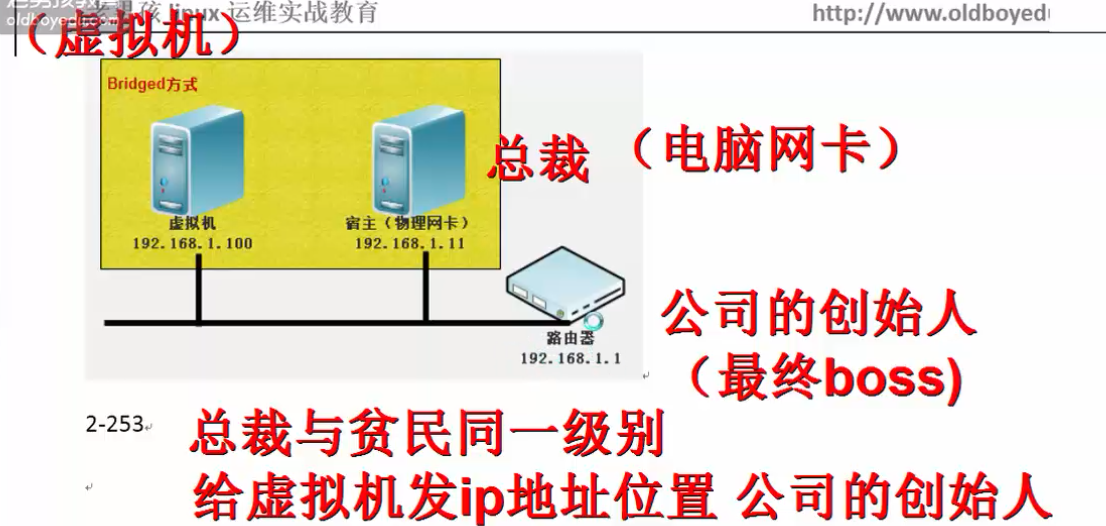 老男孩 linux 运维实战教育
http://www.oldboyed
oldboyedu.com
（虚拟机）
Bridged方式
总裁 （电脑网卡）
虚拟机
192.168.1.100
宿主（物理网卡）
192.168.1.11
路由器
192.168.1.1
公司的创始人
（最终boss)
2-253
总裁与贫民同一级别
给虚拟机发ip地址位置 公司的创始人